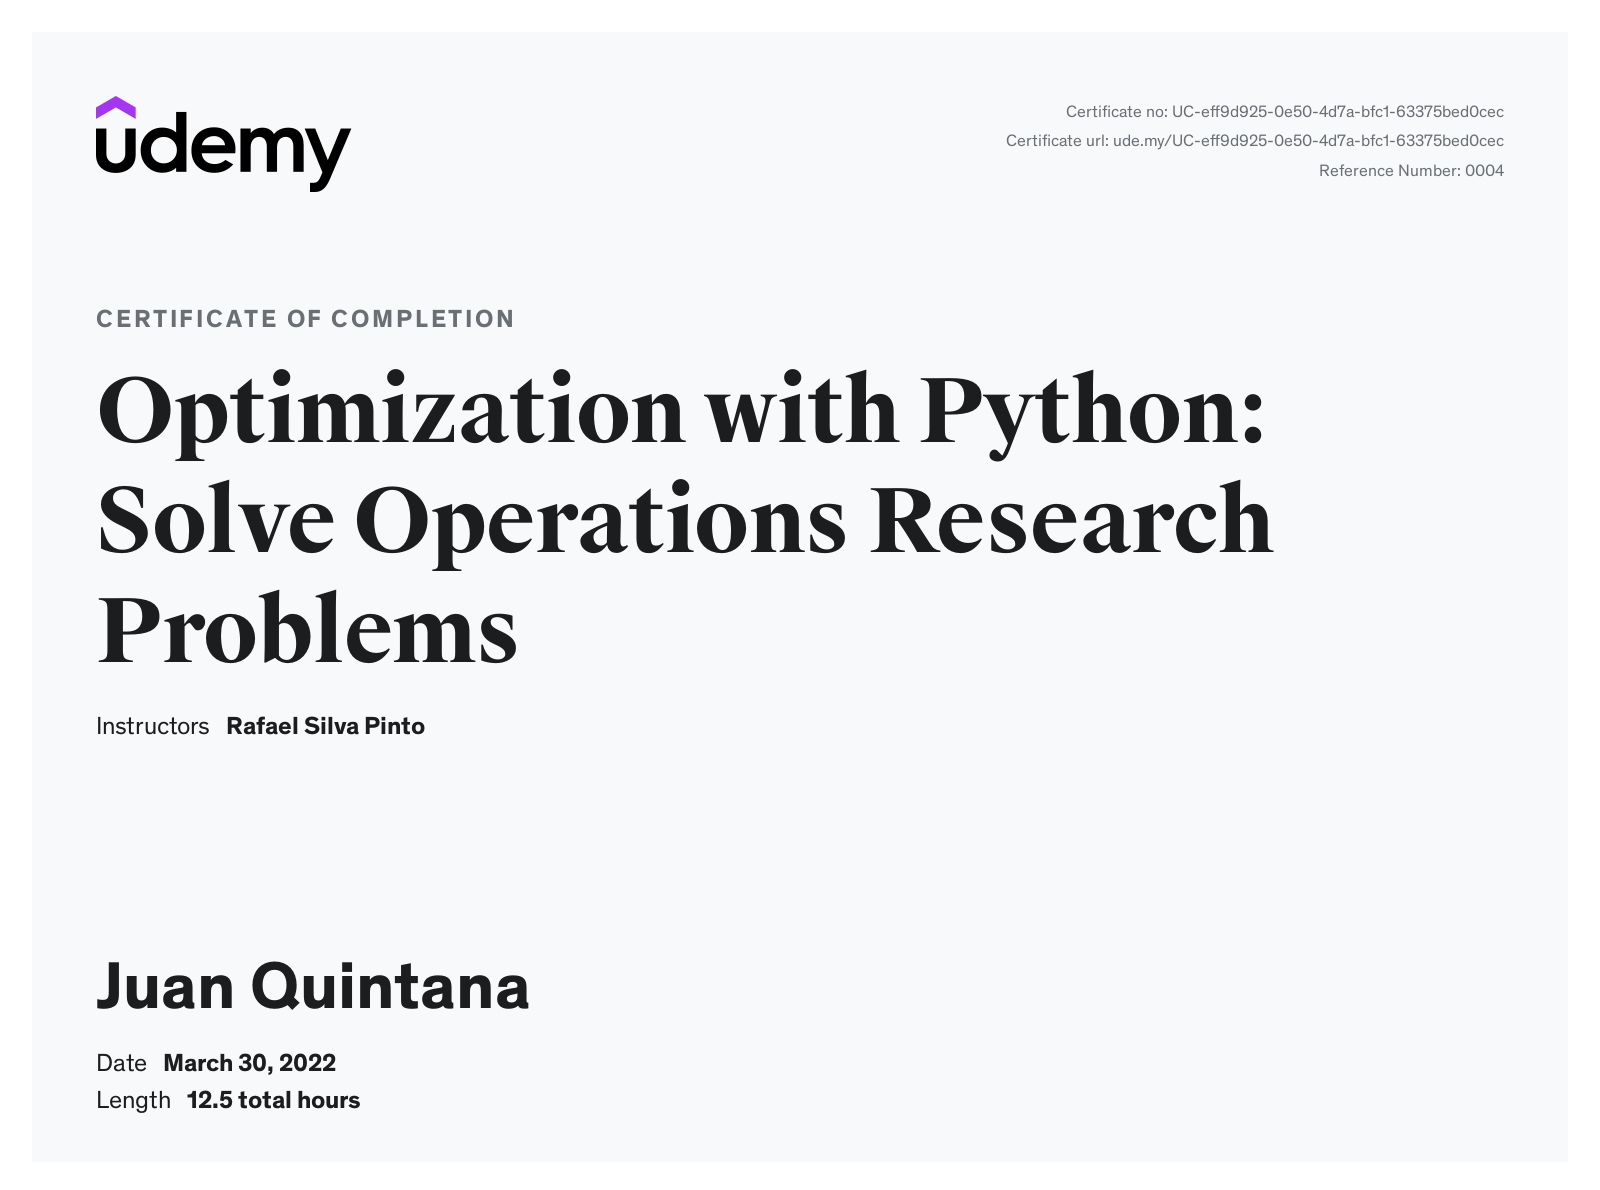 udemy
Certificate no: UC-eff9d925-0e50-4d7a-bfc1-63375bed0cec
Certificate url: ude.my/UC-eff9d925-0e50-4d7a-bfc1-63375bed0cec
Reference Number: 0004
CERTIFICATE OF COMPLETION
Optimization with Python:
Solve Operations Research
Problems
Instructors Rafael Silva Pinto
Juan Quintana
Date March 30, 2022
Length 12.5 total hours